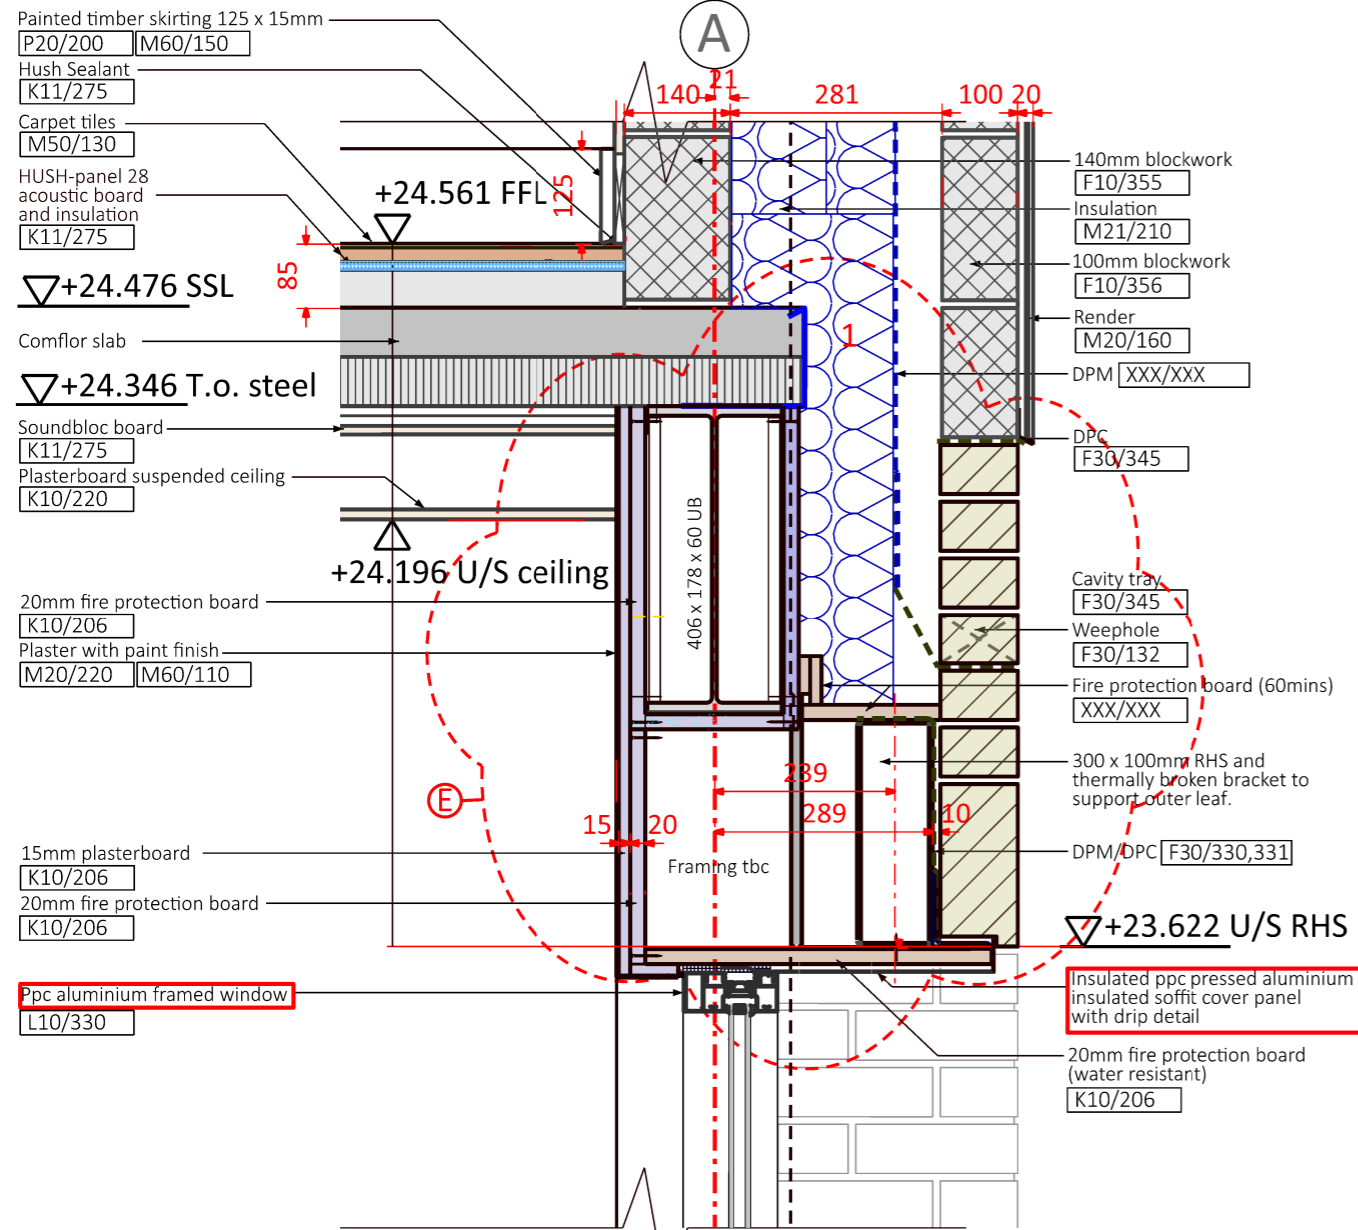 Painted timber skirting 125 x 15mm
P20/200 M60/150
Hush Sealant
K11/275
Carpet tiles
M50/130
HUSH-panel 28
acoustic board
and insulation
K11/275
+24.476 SSL
Comflor slab
+24.346 T.o. steel
Soundbloc board
K11/275
Plasterboard suspended ceiling
K10/220
20mm fire protection board
K10/206
Plaster with paint finish
M20/220 M60/110
15mm plasterboard
K10/206
20mm fire protection board
K10/206
Ppc aluminium framed window
L10/330
A
21
140
281
100
20
+24.561 FFL
125
85
1
+24.196 U/S ceiling
406 x 178 x 60 UB
E
239
289
10
15
20
Framing tbc
140mm blockwork
F10/355
Insulation
M21/210
100mm blockwork
F10/356
Render
M20/160
DPM XXX/XXX
DPC
F30/345
Cavity tray
F30/345
Weephole
F30/132
Fire protection board (60mins)
XXX/XXX
300 x 100mm RHS and
thermally broken bracket to
support outer leaf.
DPM/DPC F30/330,331
+23.622 U/S RHS
Insulated ppc pressed aluminium
insulated soffit cover panel
with drip detail
20mm fire protection board
(water resistant)
K10/206